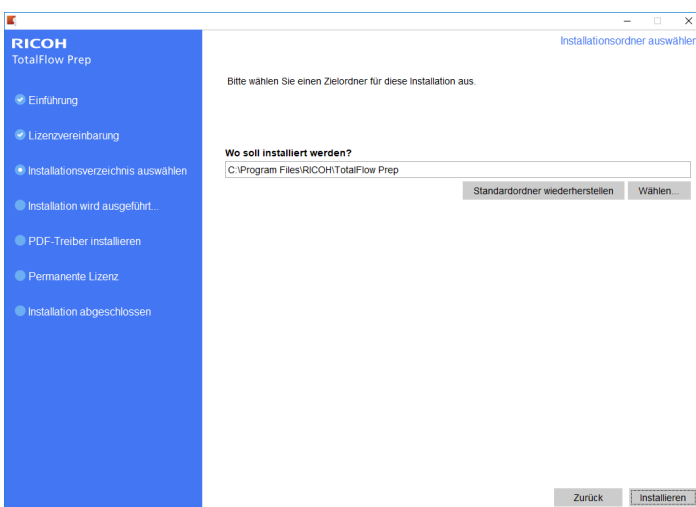 RICOH
TotalFlow Prep
Installationsordner auswählen
Einführung
Lizenzvereinbarung
Installationsverzeichnis auswählen
Installation wird ausgeführt...
PDF-Treiber installieren
Permanente Lizenz
Installation abgeschlossen
Bitte wählen Sie einen Zielordner für diese Installation aus.
Wo soll installiert werden?
C:\Program Files\RICOH\TotalFlow Prep
Standardordner wiederherstellen Wählen...
Zurück Installieren